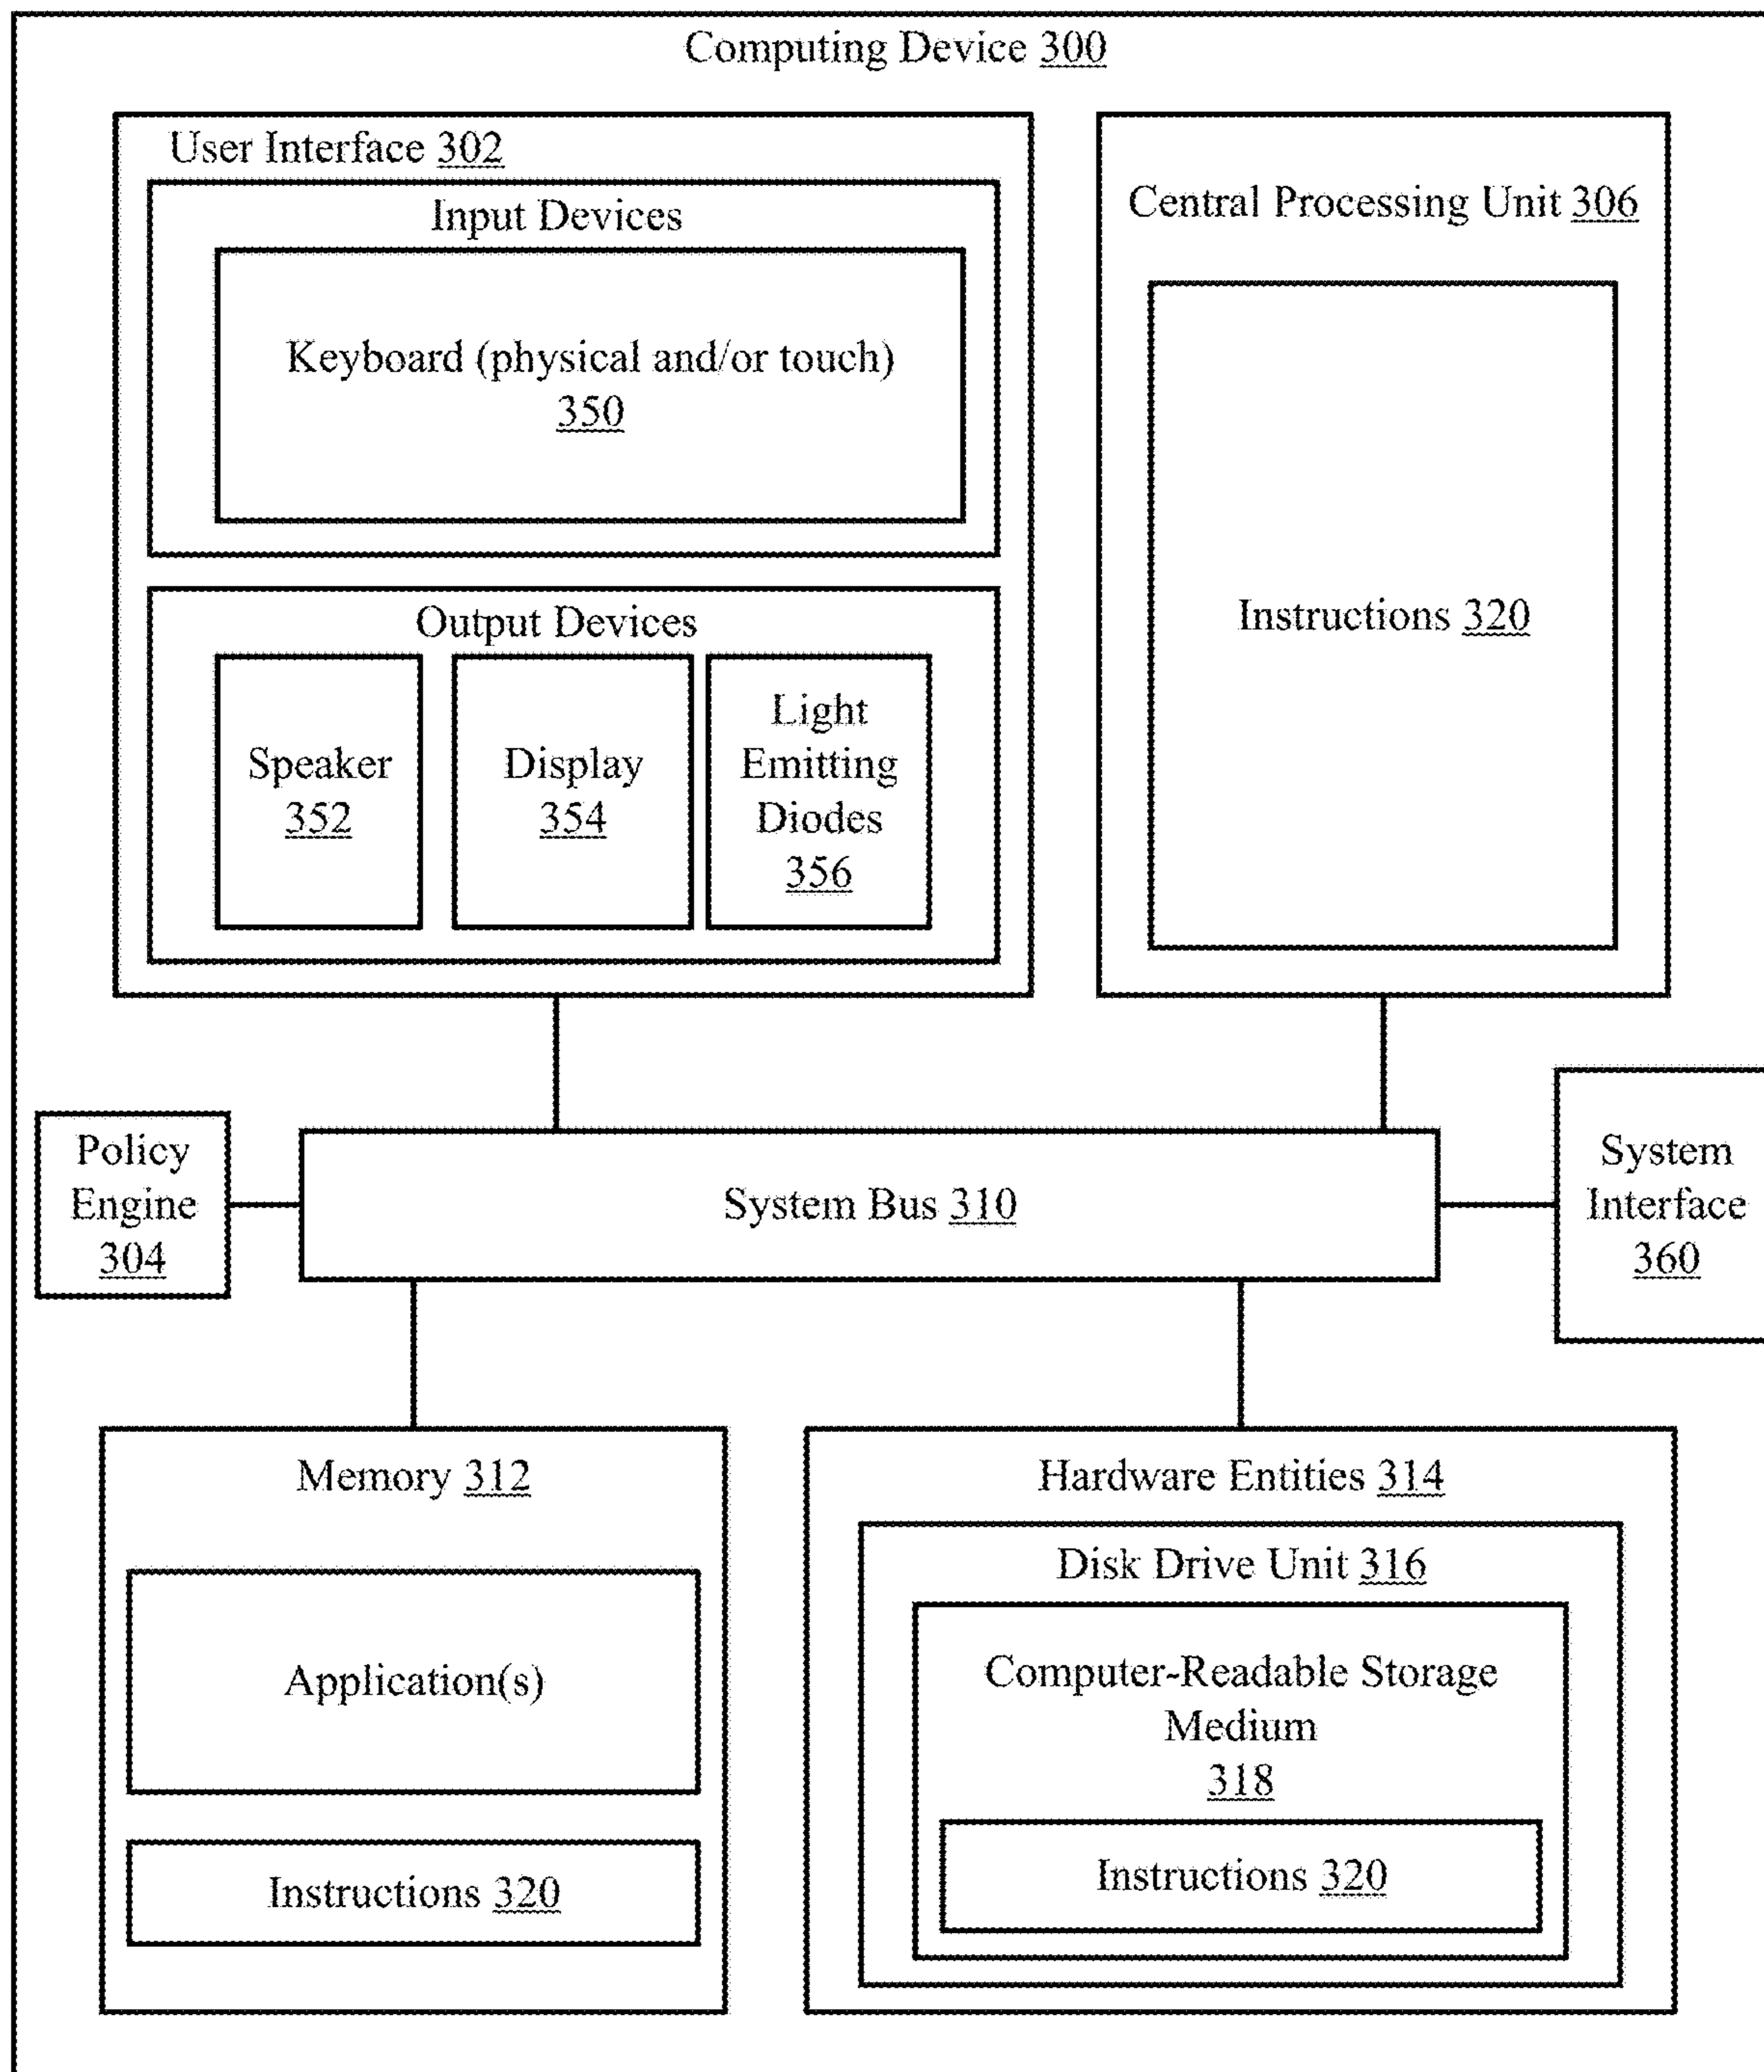 Computing Device 300
User Interface 302
Input Devices
Keyboard (physical and/or touch)
350
Output Devices
Speaker
352
Display
354
Light
Emitting
Diodes
356
Central Processing Unit 306
Instructions 320
Policy
Engine
304
System Bus 310
System
Interface
360
Memory 312
Application(s)
Instructions 320
Hardware Entities 314
Disk Drive Unit 316
Computer-Readable Storage
Medium
318
Instructions 320